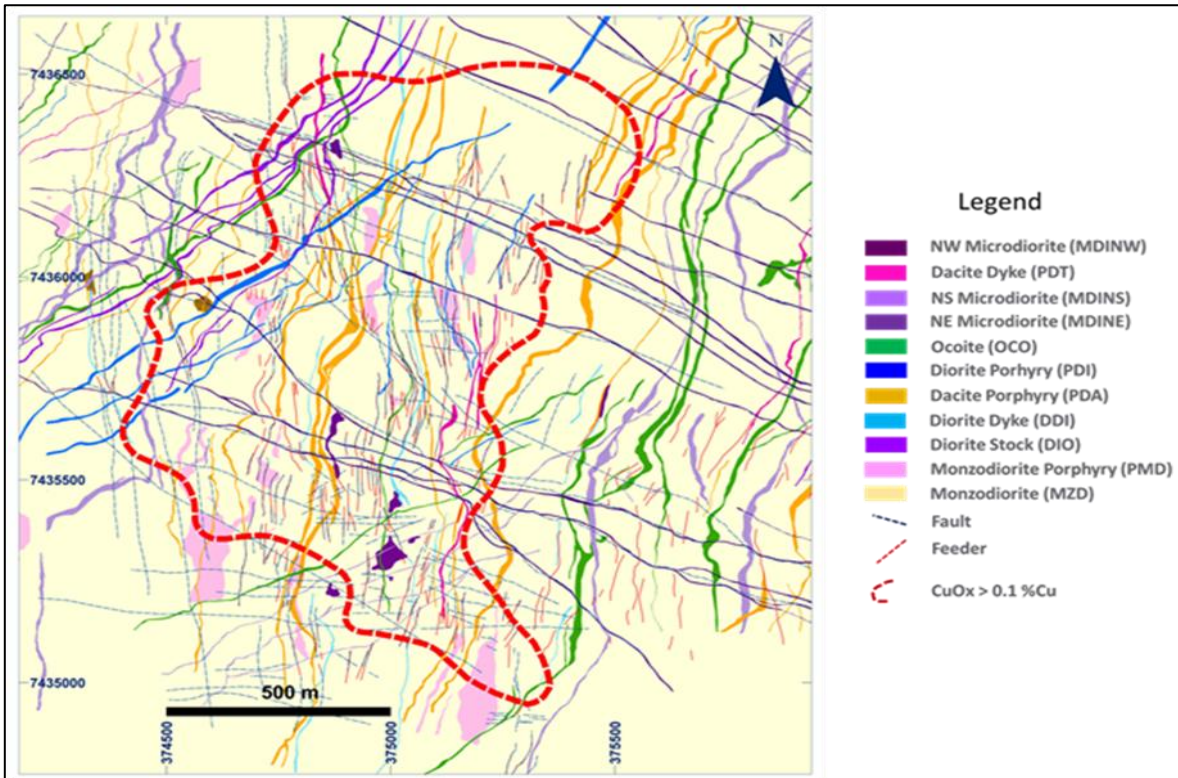 N
7436500
7436000
7435500
7435000
500 m
374500
375000
375500
Legend
NW Microdiorite (MDINW)
Dacite Dyke (PDT)
NS Microdiorite (MDINS)
NE Microdiorite (MDINE)
Ocoite (OCO)
Diorite Porhyry (PDI)
Dacite Porphyry (PDA)
Diorite Dyke (DDI)
Diorite Stock (DIO)
Monzodiorite Porphyry (PMD)
Monzodiorite (MZD)
Fault
Feeder
CuOx > 0.1 %Cu